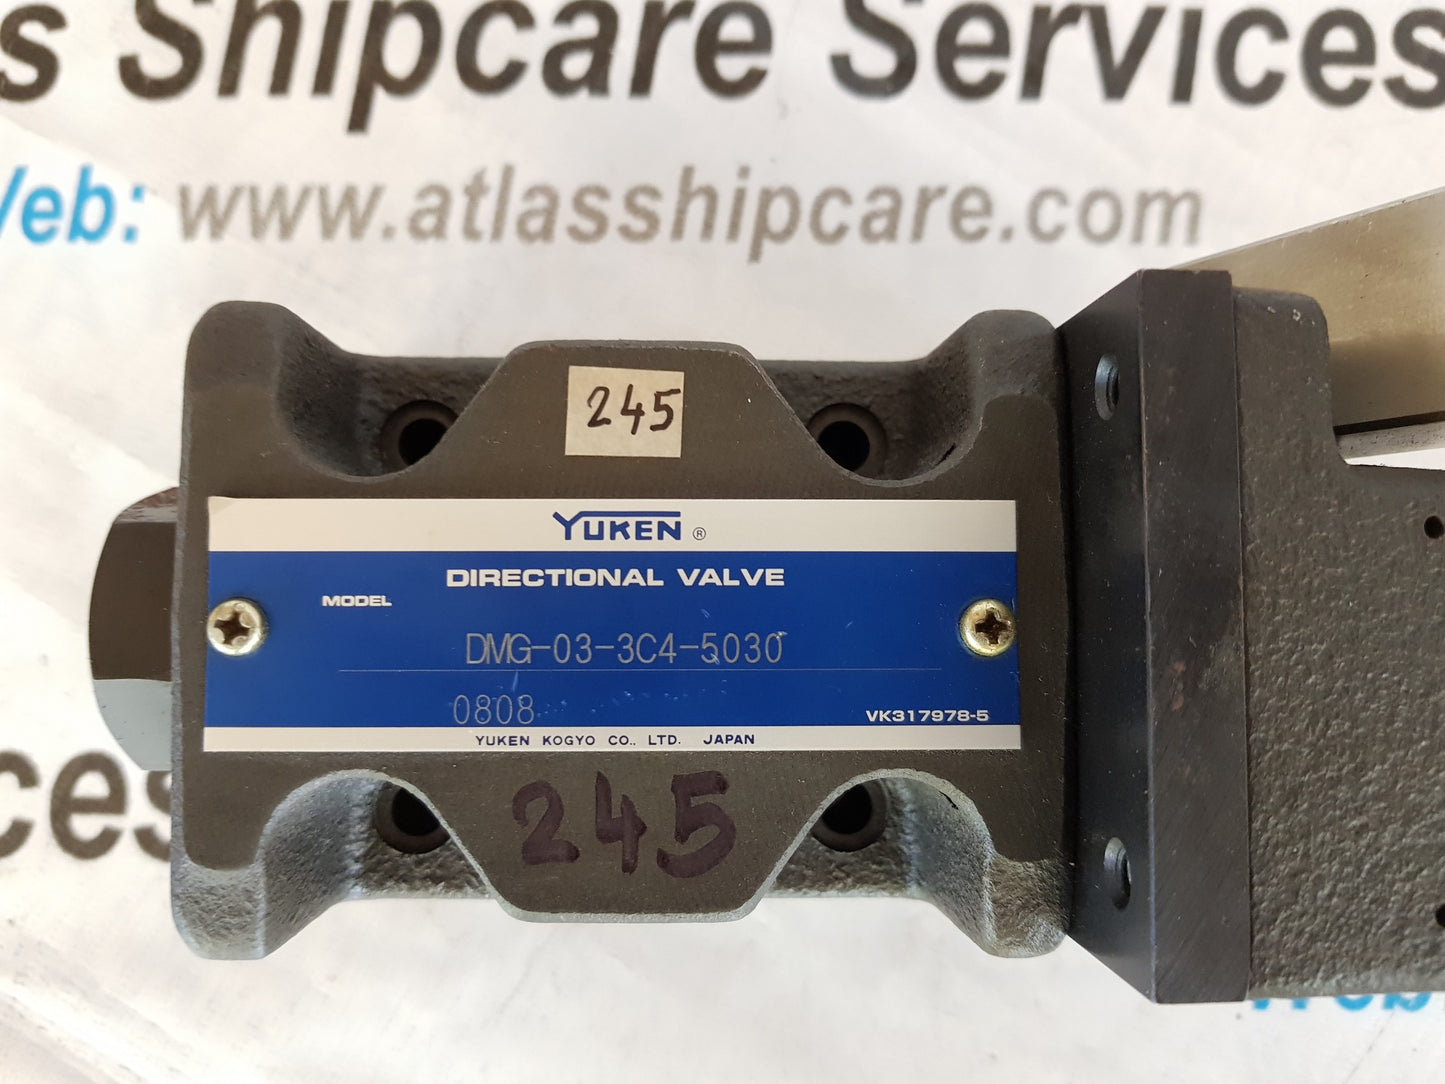 s Shipcare Services
Web: www.atlasshipcare.com
245
YUKEN ®
DIRECTIONAL VALVE
MODEL
DMG-03-3C4-5030
0808
VK317978-5
YUKEN KOGYO CO., LTD. JAPAN
245
ces